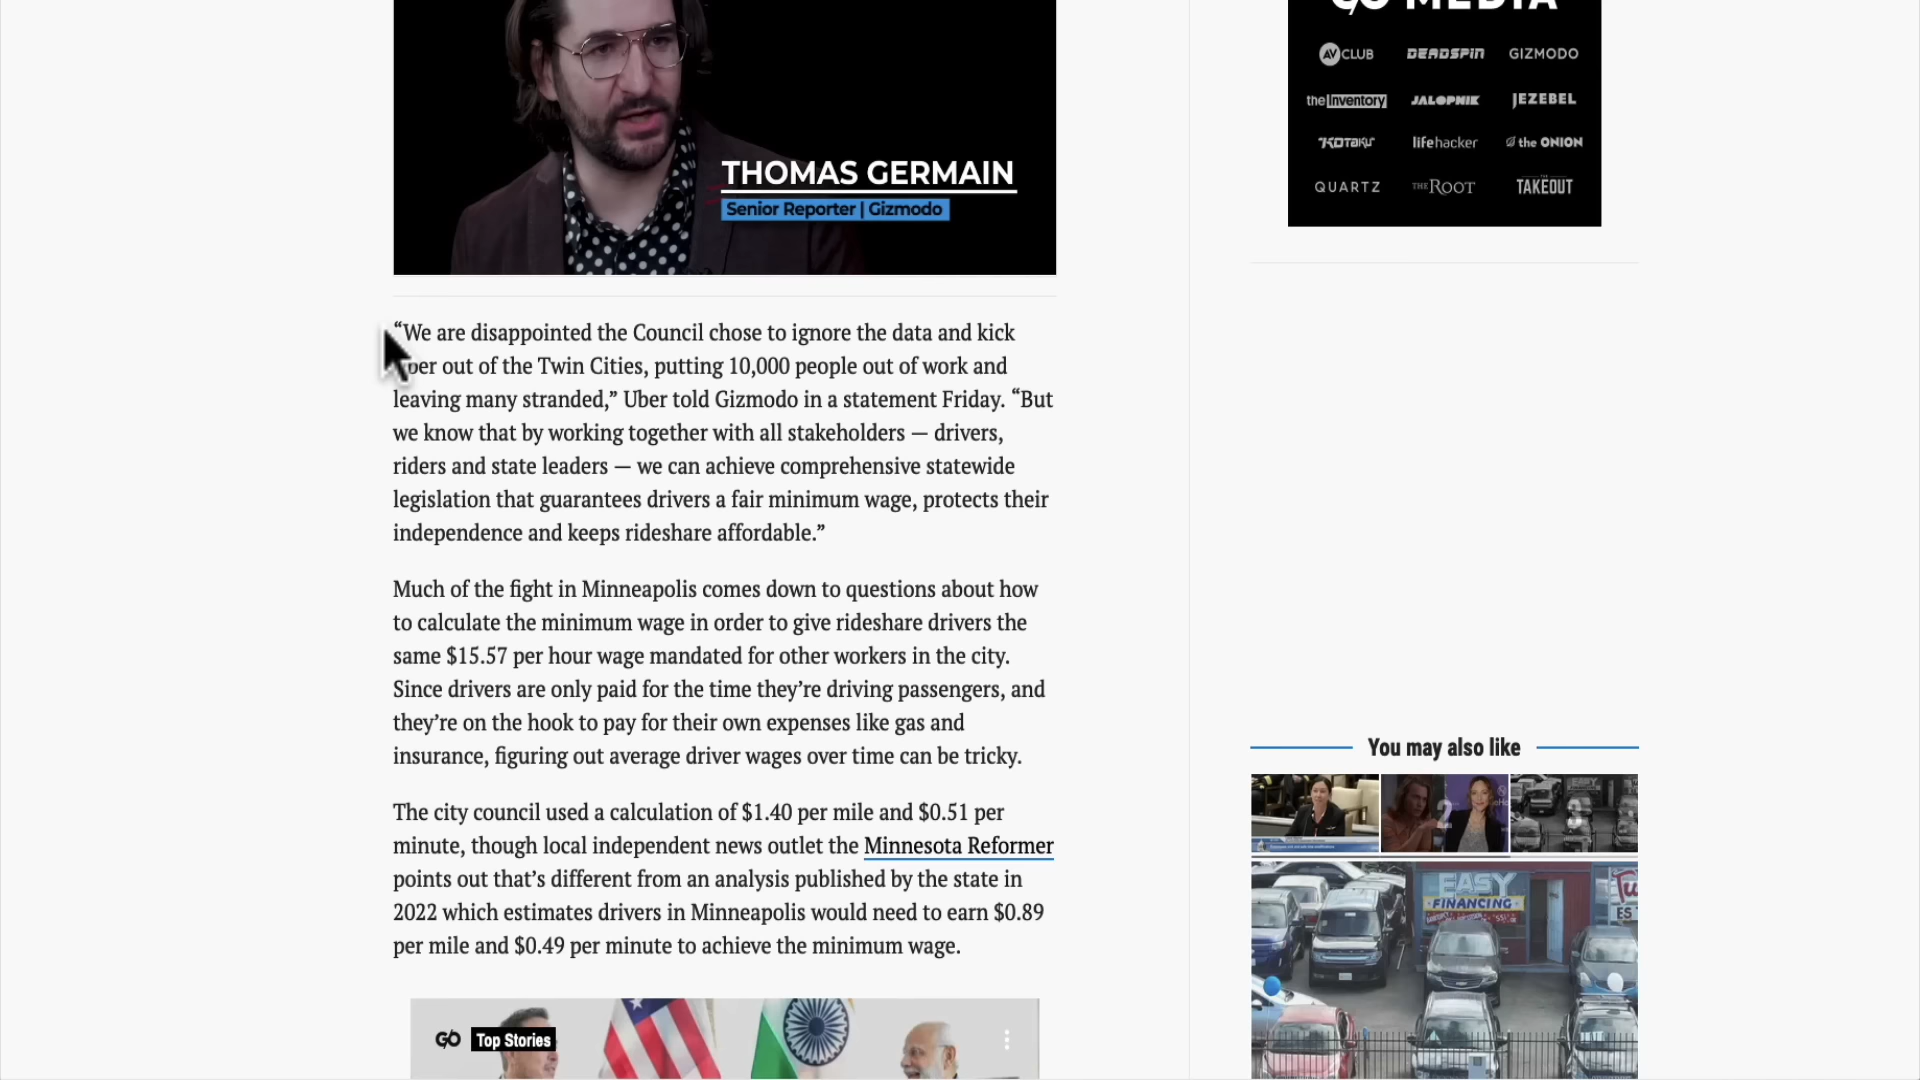 MEDIA
AV CLUB DEADSPIN GIZMODO
the Inventory JALOPNIK JEZEBEL
KOTAKU lifehacker the ONION
QUARTZ THE ROOT THE TAKEOUT
THOMAS GERMAIN
Senior Reporter | Gizmodo
“We are disappointed the Council chose to ignore the data and kick
out of the Twin Cities, putting 10,000 people out of work and
leaving many stranded,” Uber told Gizmodo in a statement Friday. “But
we know that by working together with all stakeholders — drivers,
riders and state leaders — we can achieve comprehensive statewide
legislation that guarantees drivers a fair minimum wage, protects their
independence and keeps rideshare affordable.”
Much of the fight in Minneapolis comes down to questions about how
to calculate the minimum wage in order to give rideshare drivers the
same $15.57 per hour wage mandated for other workers in the city.
Since drivers are only paid for the time they’re driving passengers, and
they’re on the hook to pay for their own expenses like gas and
insurance, figuring out average driver wages over time can be tricky.
The city council used a calculation of $1.40 per mile and $0.51 per
minute, though local independent news outlet the Minnesota Reformer
points out that’s different from an analysis published by the state in
2022 which estimates drivers in Minneapolis would need to earn $0.89
per mile and $0.49 per minute to achieve the minimum wage.
Top Stories
You may also like
2
3
EASY
FINANCING
ES